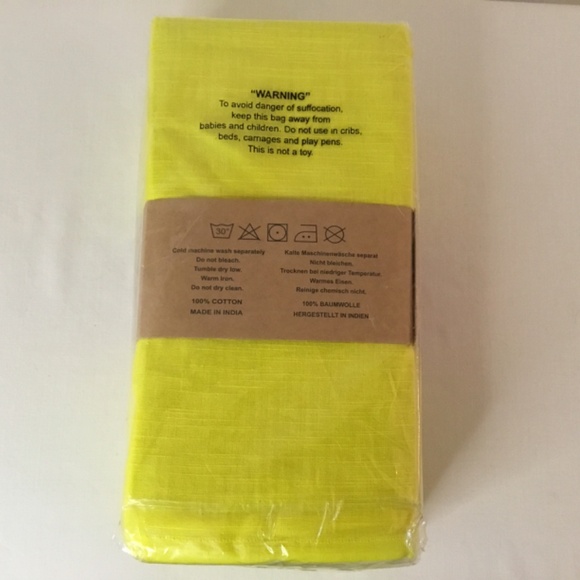 "WARNING"
To avoid danger of suffocation,
keep this bag away from
babies and children. Do not use in cribs,
beds, carriages and play pens.
This is not a toy.
30°
Cold machine wash separately
Do not bleach.
Tumble dry low.
Warm iron.
Do not dry clean.
100% COTTON
MADE IN INDIA
Kalte Maschinenwäsche separat
Nicht bleichen.
Trocknen bei niedriger Temperatur.
Warmes Eisen.
Reinige chemisch nicht.
100% BAUMWOLLE
HERGESTELLT IN INDIEN